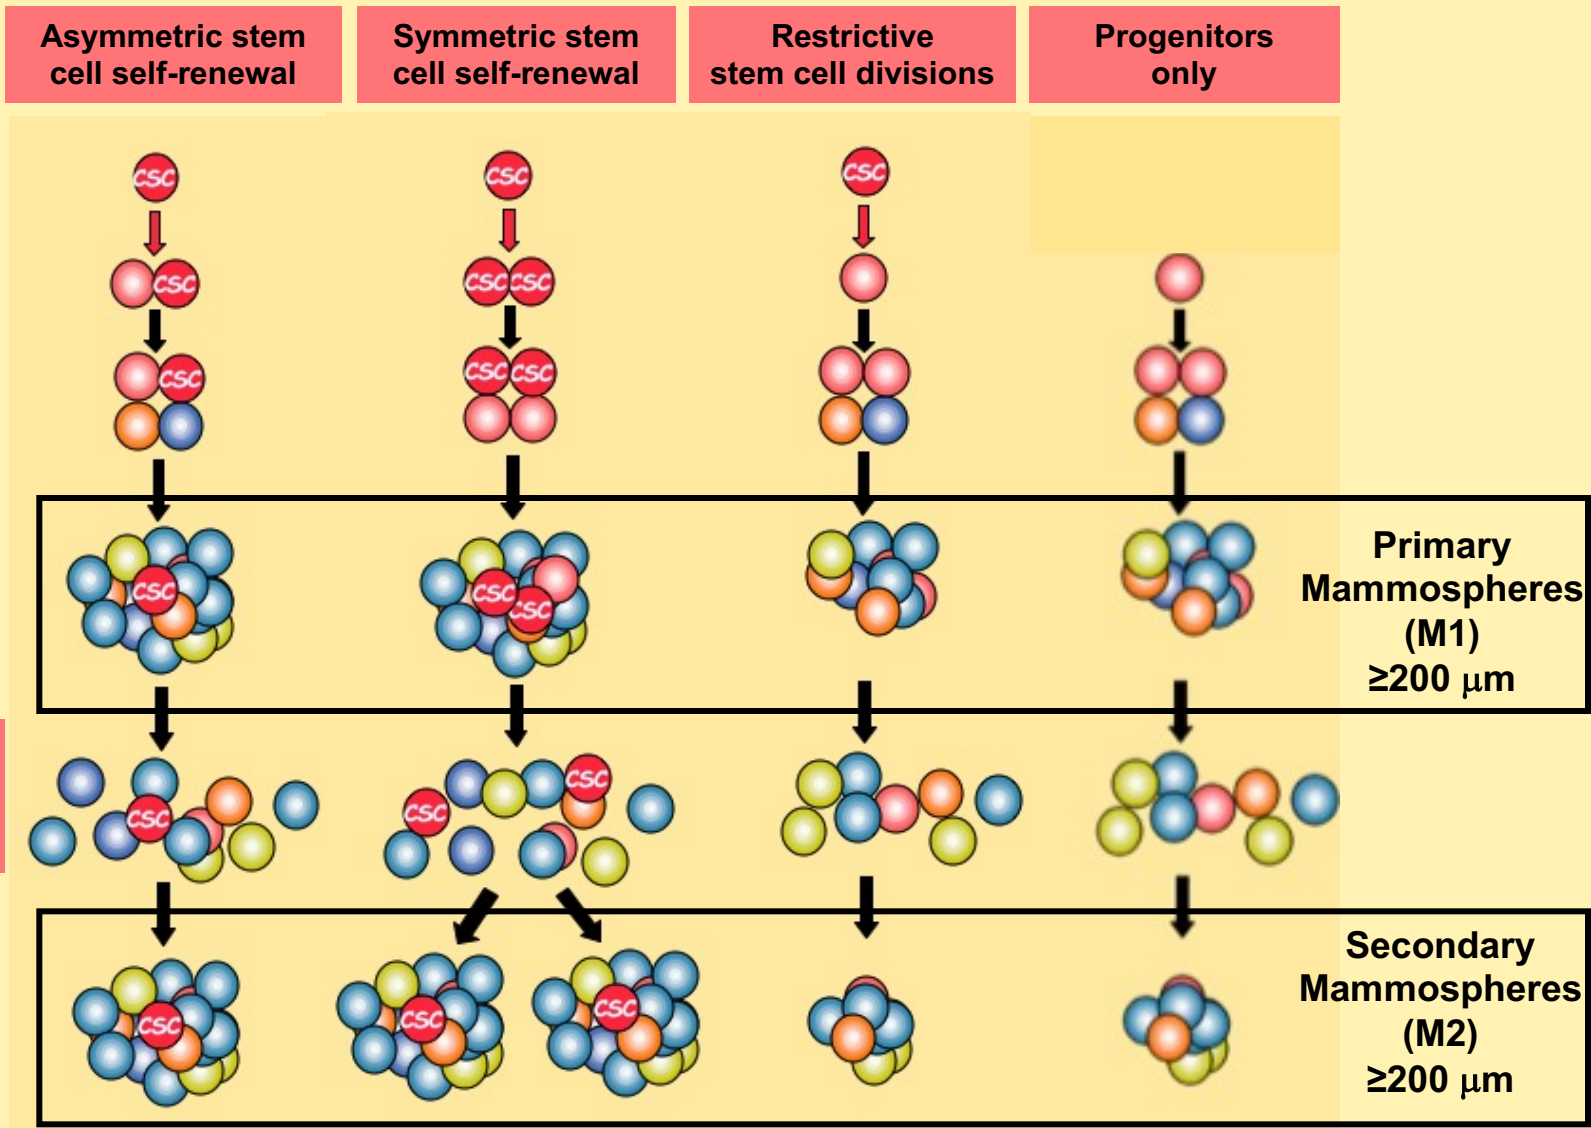 Asymmetric stem
cell self-renewal
Symmetric stem
cell self-renewal
Restrictive
stem cell divisions
Progenitors
only
CSC
CSC
CSC
CSC
CSC CSC
CSC
CSC CSC
Primary
Mammospheres
(M1)
≥200 μm
CSC
CSC
CSC
CSC
CSC
CSC
Secondary
Mammospheres
(M2)
≥200 μm
CSC
CSC
CSC